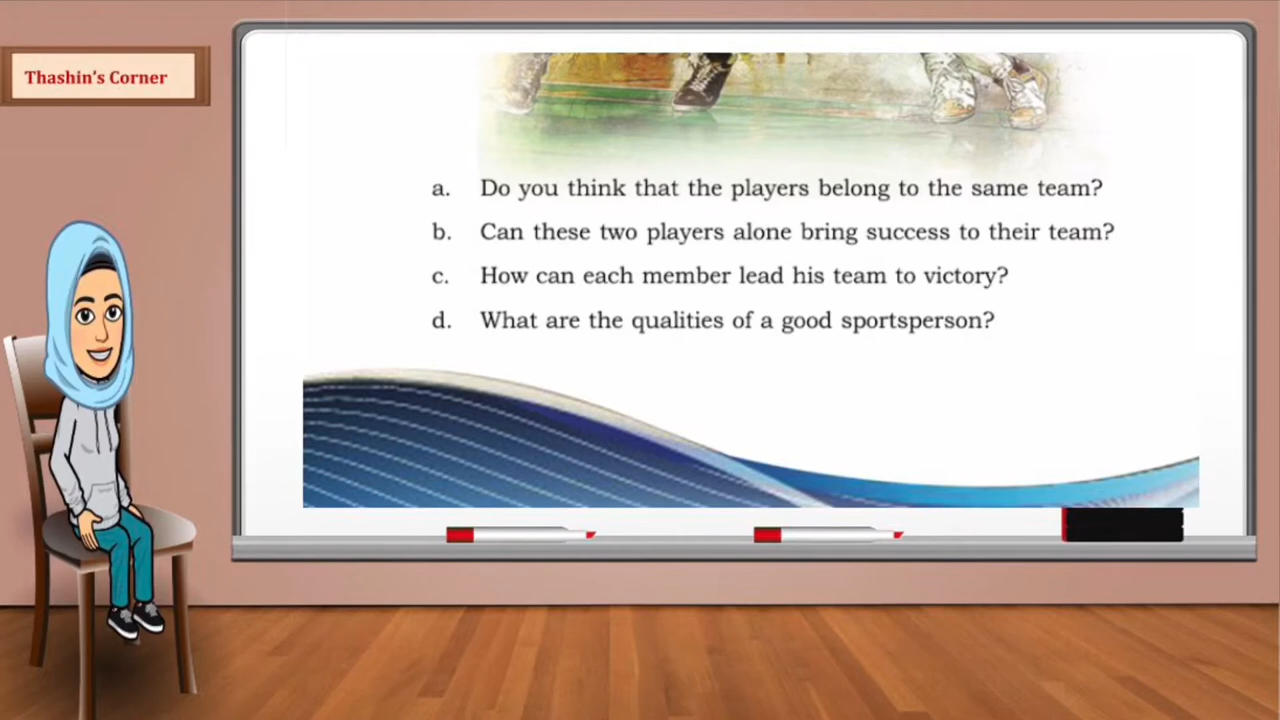 Thashin's Corner
a. Do you think that the players belong to the same team?
b. Can these two players alone bring success to their team?
c. How can each member lead his team to victory?
d. What are the qualities of a good sportsperson?